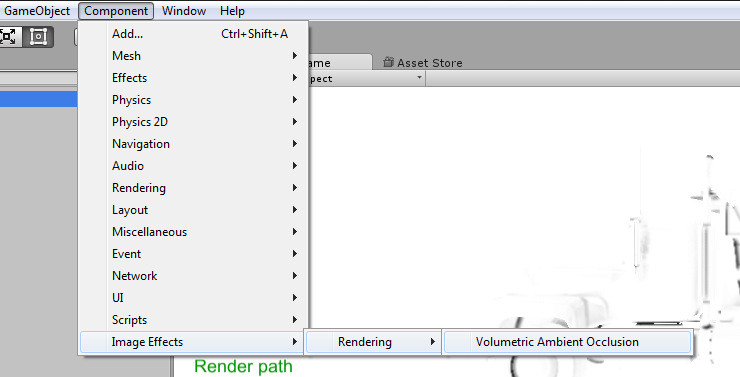 GameObject Component Window Help
Add... Ctrl+Shift+A
ame Asset Store
Mesh
pect
Effects
Physics
Physics 2D
Navigation
Audio
Rendering
Layout
Miscellaneous
Event
Network
UI
Scripts
Image Effects Rendering Volumetric Ambient Occlusion
Render path